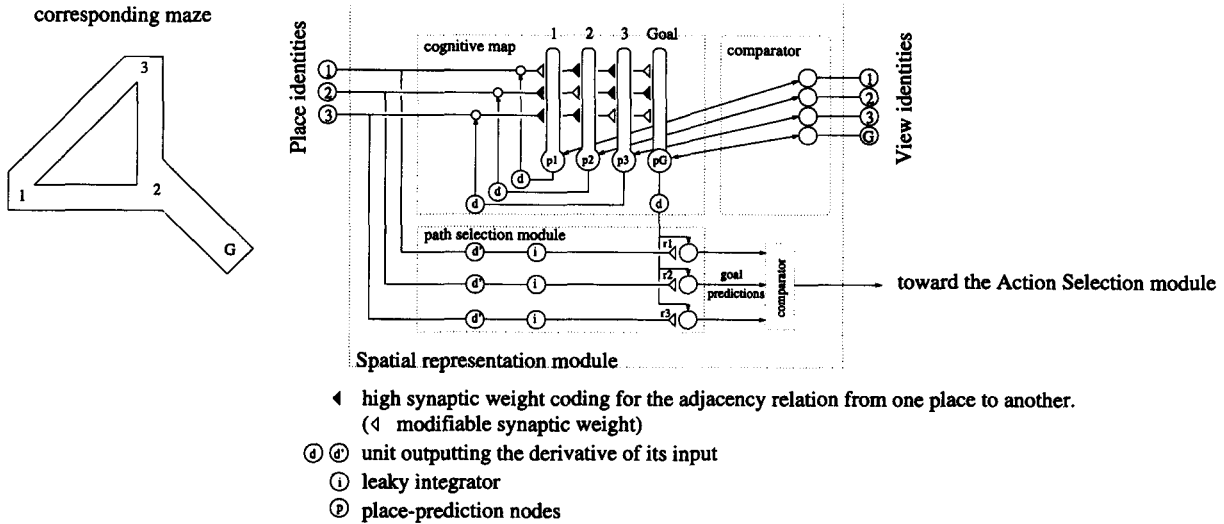 corresponding maze
3
1
2
G
Place identities
1
2
3
cognitive map
1 2 3 Goal
comparator
p1 p2 p3 pG
d
d
d
d
1
2
3
G
View identities
path selection module
d' i r1
d' i r2
d' i r3
goal
predictions
comparator
toward the Action Selection module
Spatial representation module
high synaptic weight coding for the adjacency relation from one place to another.
( modifiable synaptic weight)
d d' unit outputting the derivative of its input
i leaky integrator
p place-prediction nodes